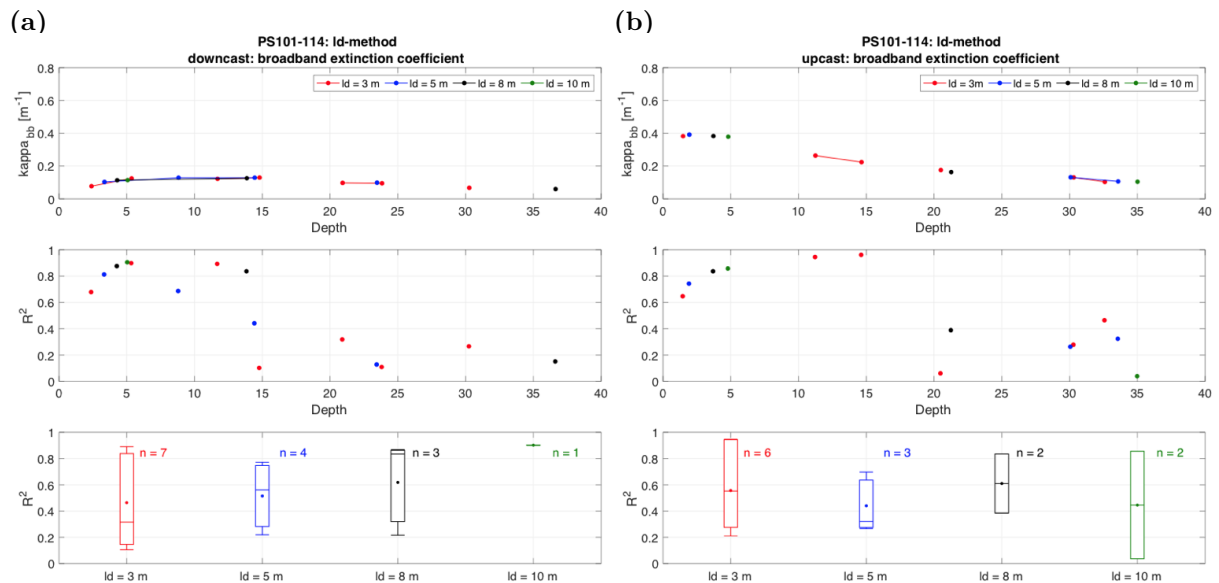 (a)
PS101-114: ld-method
downcast: broadband extinction coefficient
ld = 3 m ld = 5 m ld = 8 m ld = 10 m
kappa_bb [m^-1]
0.8
0.6
0.4
0.2
0
0 5 10 15 20 25 30 35 40
Depth
R^2
1
0.8
0.6
0.4
0.2
0
0 5 10 15 20 25 30 35 40
Depth
R^2
1
0.8
0.6
0.4
0.2
0
n = 7 n = 4 n = 3 n = 1
ld = 3 m ld = 5 m ld = 8 m ld = 10 m
(b)
PS101-114: ld-method
upcast: broadband extinction coefficient
ld = 3m ld = 5 m ld = 8 m ld = 10 m
kappa_bb [m^-1]
0.8
0.6
0.4
0.2
0
0 5 10 15 20 25 30 35 40
Depth
R^2
1
0.8
0.6
0.4
0.2
0
0 5 10 15 20 25 30 35 40
Depth
R^2
1
0.8
0.6
0.4
0.2
0
n = 6 n = 3 n = 2 n = 2
ld = 3 m ld = 5 m ld = 8 m ld = 10 m